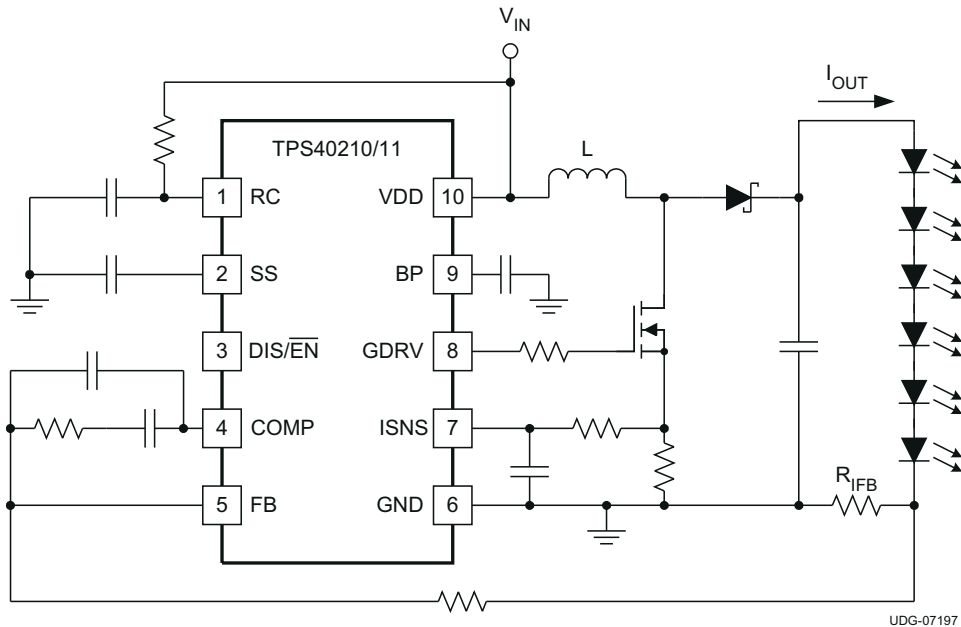 V_IN
I_OUT
TPS40210/11
L
1 RC VDD 10
2 SS BP 9
3 DIS/E̅N̅ GDRV 8
4 COMP ISNS 7
5 FB GND 6
R_IFB
UDG-07197